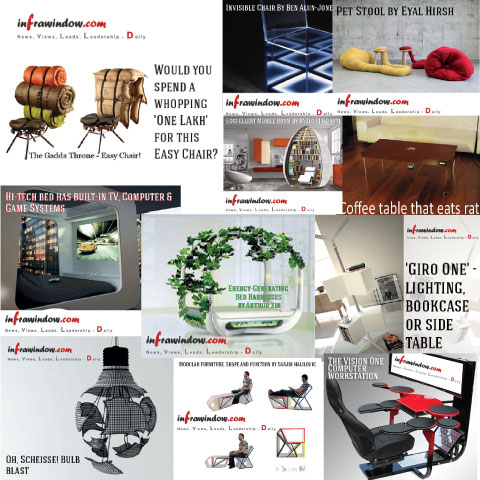 infrawindow.com
News, Views, Leads, Leadership - Daily
Would you
spend a
whopping
'One Lakh'
for this
Easy Chair?
The Gadda Throne - Easy Chair!
Invisible Chair By Ben Alun-Jone
infrawindow.com
News, Views, Leads, Leadership - Daily
Pet Stool by Eyal Hirsh
infrawindow.com
News, Views, Leads, Leadership - Daily
infrawindow.com
News, Views, Leads, Leadership - Daily
Coffee table that eats rat
Hi-tech bed has built-in TV, Computer &
Game Systems
infrawindow.com
News, Views, Leads, Leadership - Daily
Energy-Generating
Bed Harnesses
by Arthur Xin
infrawindow.com
News, Views, Leads, Leadership - Daily
infrawindow.com
News, Views, Leads, Leadership - Daily
'Giro One' -
lighting,
bookcase
or side
table
infrawindow.com
News, Views, Leads, Leadership - Daily
Oh, Scheisse! Bulb
Blast
Modular Furniture, Shape and Function by Sanjin Halilovic
infrawindow.com
News, Views, Leads, Leadership - Daily
The Vision One
Computer
Workstation
infrawindow.com
News, Views, Leads, Leadership - Daily